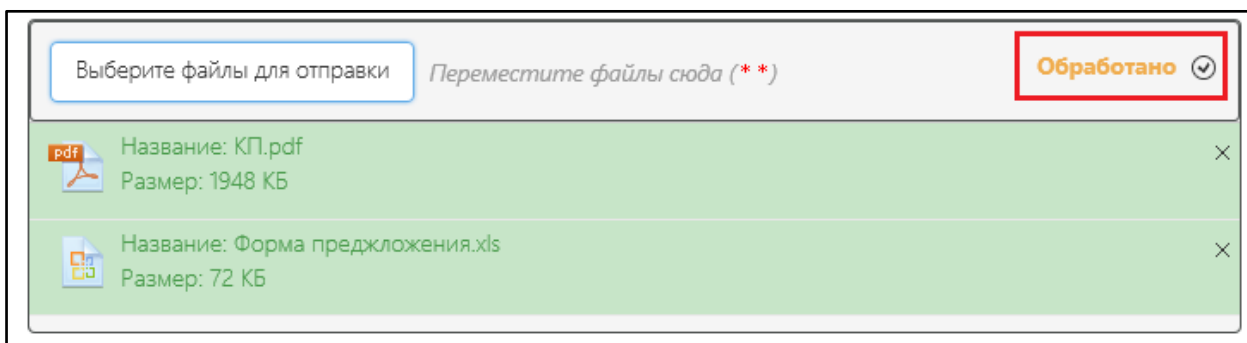 Выберите файлы для отправки Переместите файлы сюда (* *) Обработано
pdf
Название: КП.pdf
Размер: 1948 КБ
Название: Форма преджложения.xls
Размер: 72 КБ